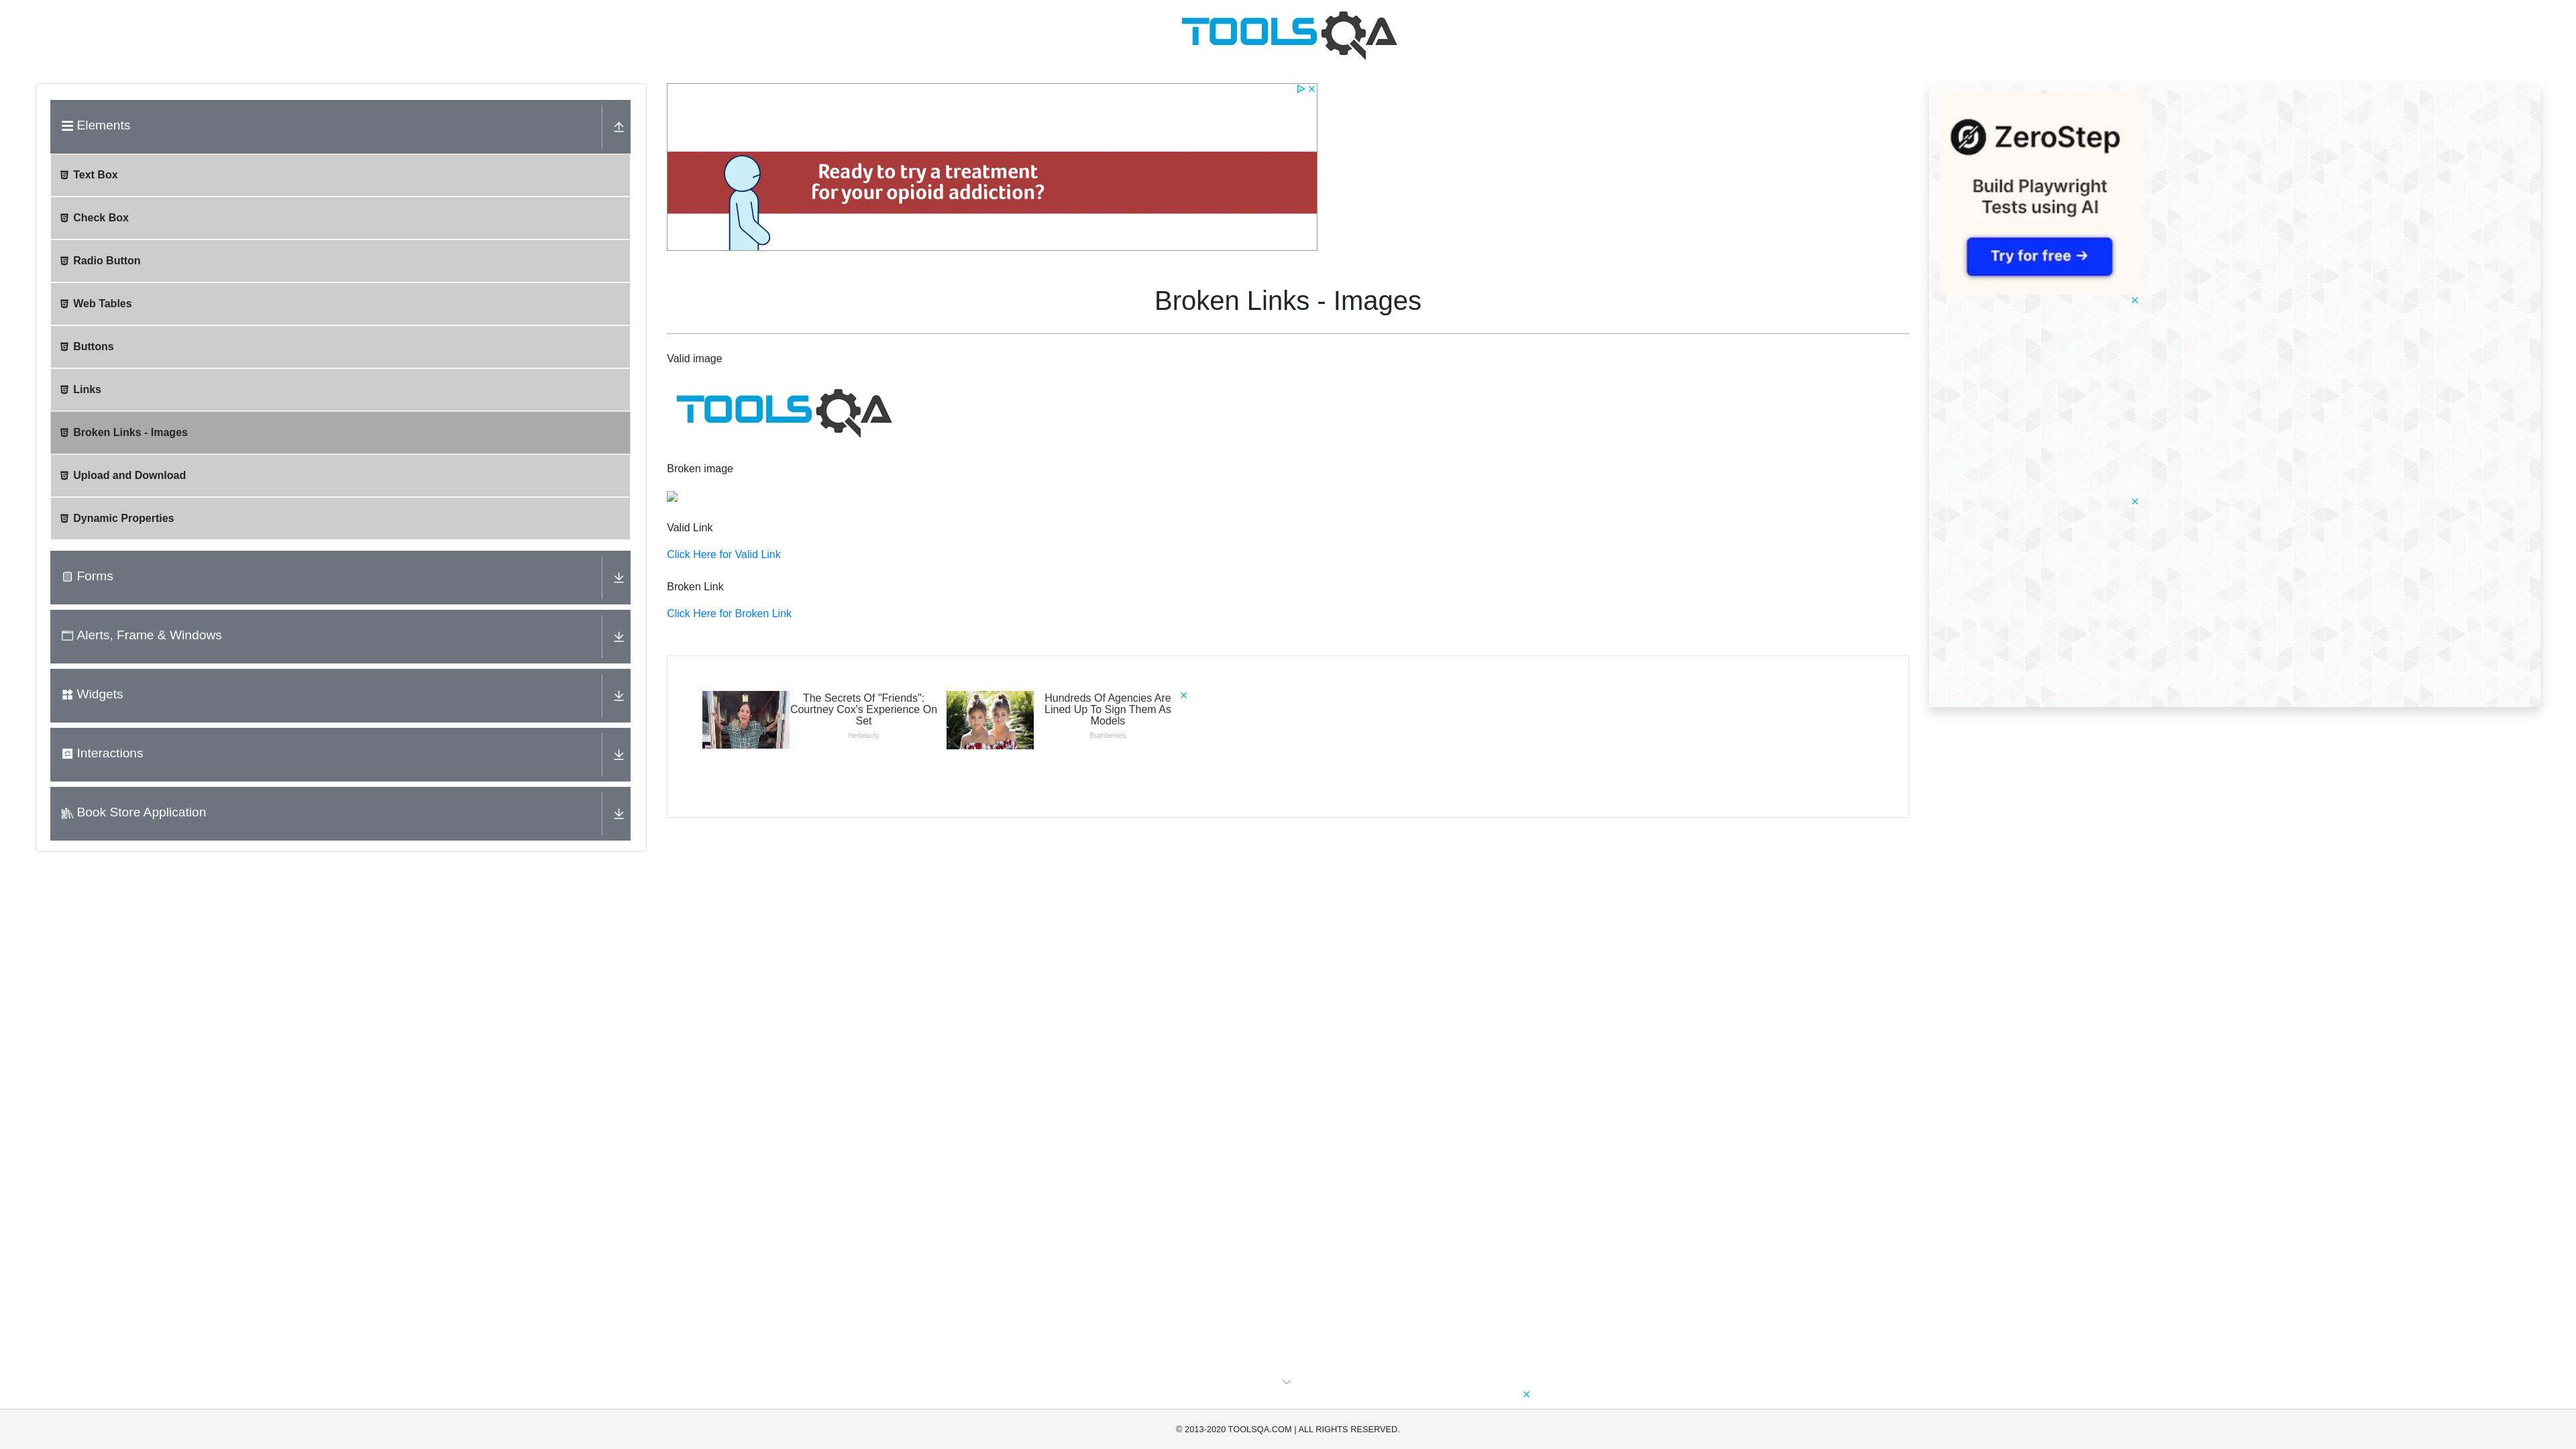 TOOLSQA
Elements
Text Box
Check Box
Radio Button
Web Tables
Buttons
Links
Broken Links - Images
Upload and Download
Dynamic Properties
Forms
Alerts, Frame & Windows
Widgets
Interactions
Book Store Application
Ready to try a treatment
for your opioid addiction?
Broken Links - Images
Valid image
TOOLSQA
Broken image
Valid Link
Click Here for Valid Link
Broken Link
Click Here for Broken Link
The Secrets Of "Friends":
Courtney Cox's Experience On
Set
Herbeauty
Hundreds Of Agencies Are
Lined Up To Sign Them As
Models
Brainberries
ZeroStep
Build Playwright
Tests using AI
Try for free →
© 2013-2020 TOOLSQA.COM | ALL RIGHTS RESERVED.